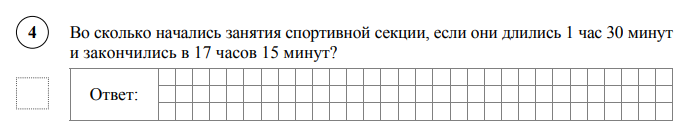 4
Во сколько начались занятия спортивной секции, если они длились 1 час 30 минут
и закончились в 17 часов 15 минут?
Ответ: